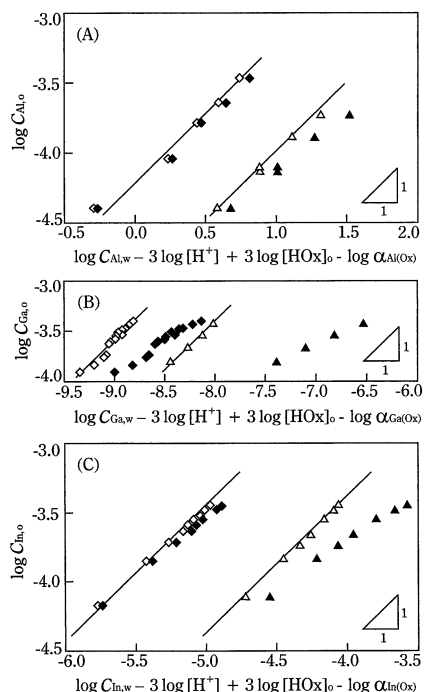 (A)
-3.0
-3.5
-4.0
-4.5
log C_Al,o
-0.5 0.0 0.5 1.0 1.5 2.0
1
1
log C_Al,w − 3 log [H⁺] + 3 log [HOx]_o - log α_Al(Ox)
(B)
-3.0
-3.5
-4.0
log C_Ga,o
-9.5 -9.0 -8.5 -8.0 -7.5 -7.0 -6.5 -6.0
1
1
log C_Ga,w − 3 log [H⁺] + 3 log [HOx]_o - log α_Ga(Ox)
(C)
-3.0
-3.5
-4.0
-4.5
log C_In,o
-6.0 -5.5 -5.0 -4.5 -4.0 -3.5
1
1
log C_In,w − 3 log [H⁺] + 3 log [HOx]_o - log α_In(Ox)